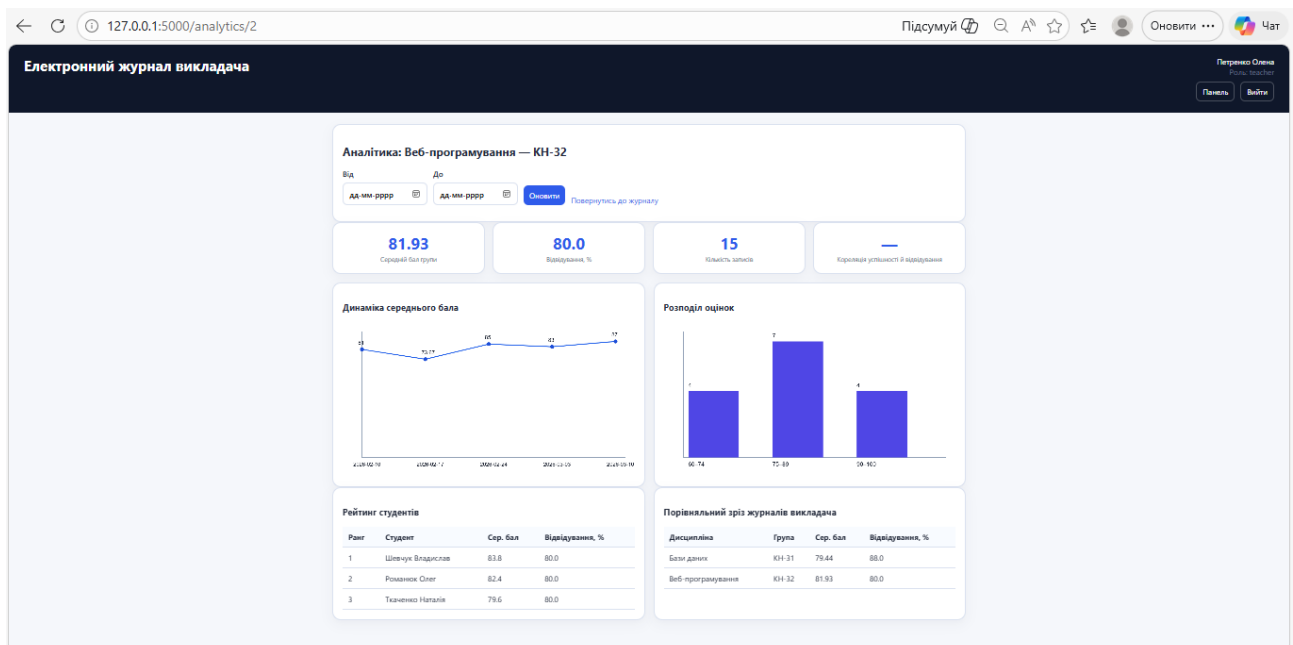 127.0.0.1:5000/analytics/2
Підсумуй
Оновити ...
Чат
Електронний журнал викладача
Петренко Олена
Роль: teacher
Панель Вийти
Аналітика: Веб-програмування — КН-32
Від До
дд-мм-рррр дд-мм-рррр Оновити Повернутись до журналу
81.93 80.0 15 —
Середній бал групи Відвідування, % Кількість записів Кореляція успішності й відвідування
Динаміка середнього бала Розподіл оцінок
7
4
60-74 75-89 90-100
Рейтинг студентів
Ранг Студент Сер. бал Відвідування, %
1 Шевчук Владислав 83.8 80.0
2 Романюк Олег 82.4 80.0
3 Ткаченко Наталія 79.6 80.0
Порівняльний зріз журналів викладача
Дисципліна Група Сер. бал Відвідування, %
Бази даних КН-31 79.44 88.0
Веб-програмування КН-32 81.93 80.0